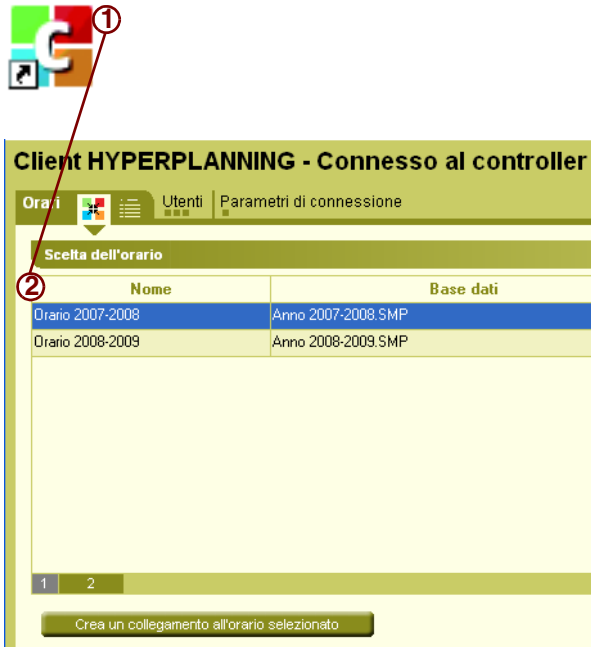 1
C
Client HYPERPLANNING - Connesso al controller
Orari Utenti Parametri di connessione
Scelta dell'orario
2
Nome Base dati
Orario 2007-2008 Anno 2007-2008.SMP
Orario 2008-2009 Anno 2008-2009.SMP
1 2
Crea un collegamento all'orario selezionato